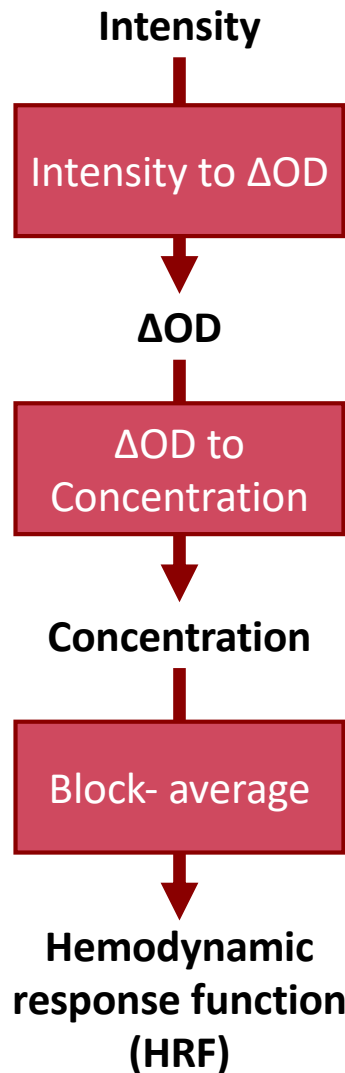 Intensity
Intensity to ΔOD
ΔOD
ΔOD to
Concentration
Concentration
Block- average
Hemodynamic
response function
(HRF)